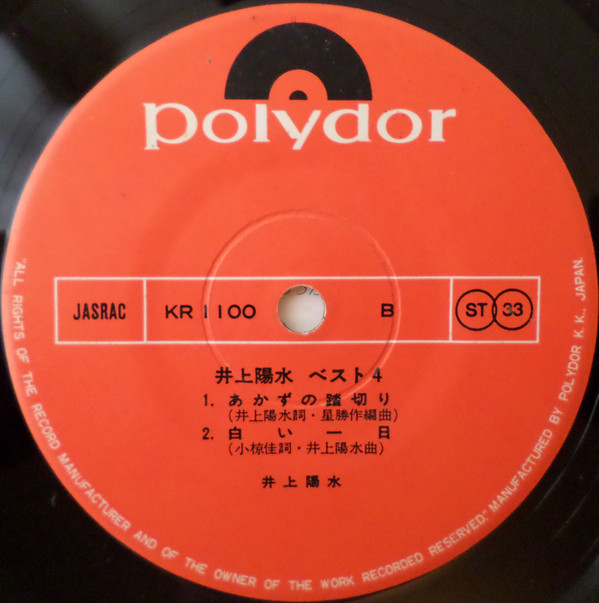 polydor
JASRAC KR 1100 B ST 33
井上陽水 ベスト4
1. あかずの踏切り
(井上陽水詞・星勝作編曲)
2. 白い一日
(小椋佳詞・井上陽水曲)
井上陽水
"ALL RIGHTS OF THE RECORD MANUFACTURER AND OF THE OWNER OF THE WORK RECORDED RESERVED." MANUFACTURED BY POLYDOR K. K., JAPAN.